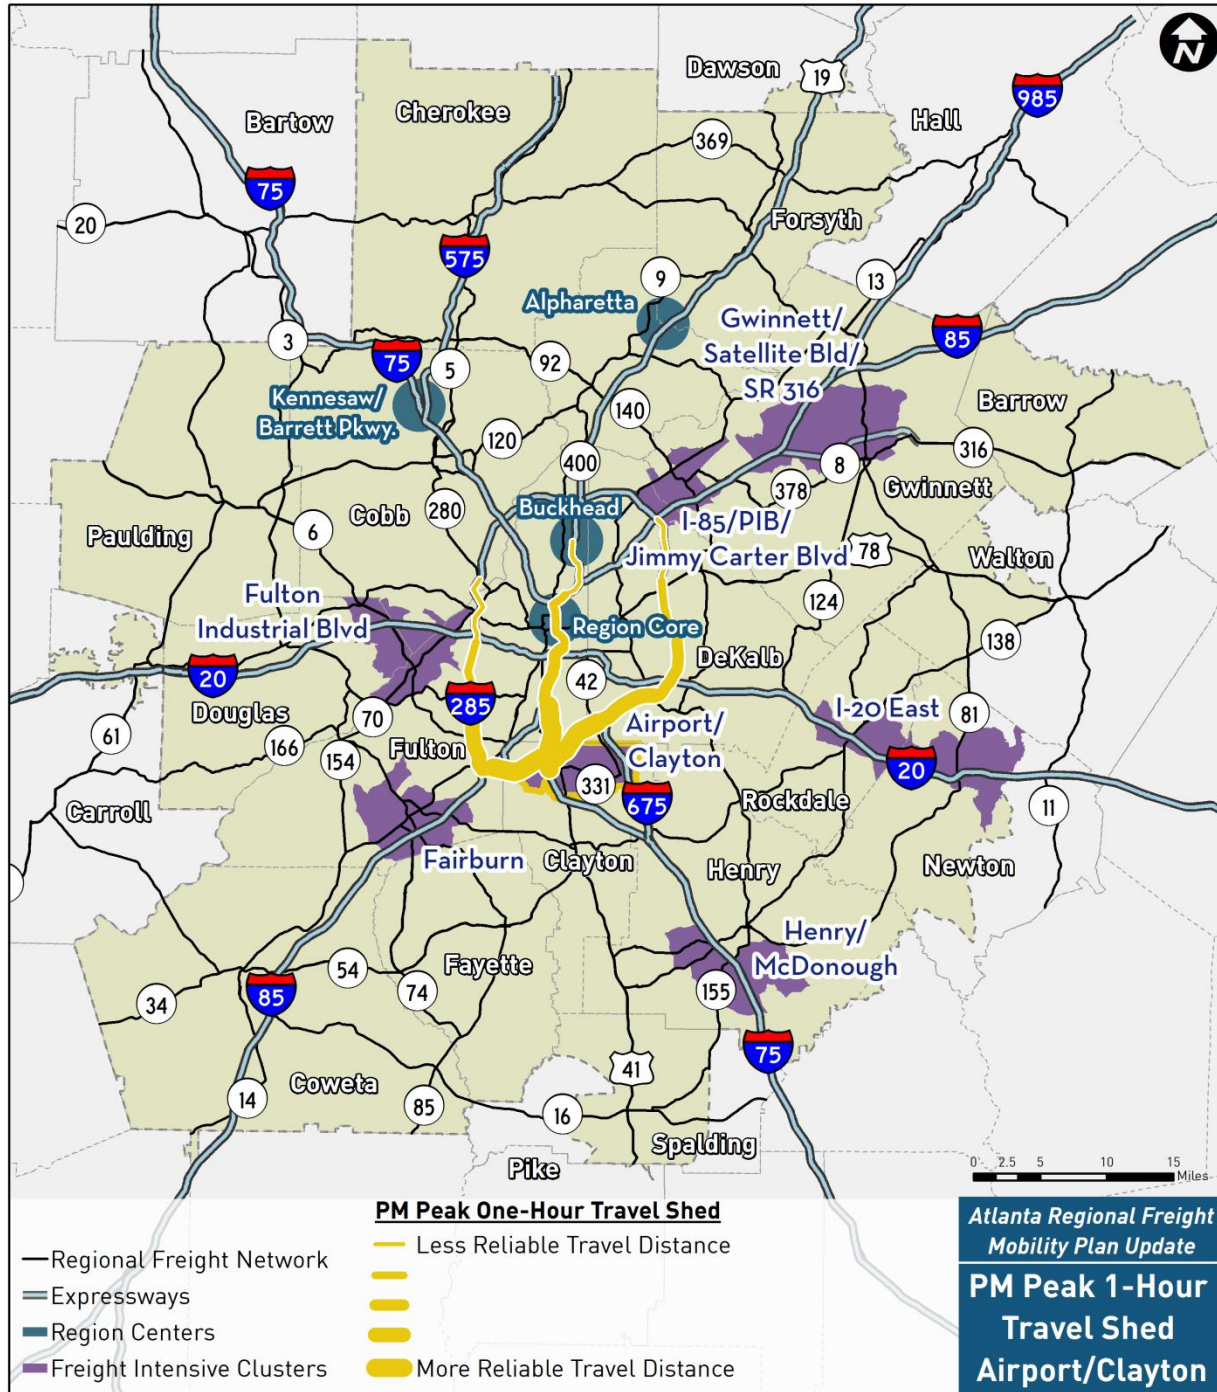 N
Dawson
19
985
Bartow
Cherokee
Hall
369
75
20
Forsyth
575
9
13
Alpharetta
Gwinnett/
Satellite Bld/
SR 316
85
3
75
5
92
Kennesaw/
Barrett Pkwy.
140
Barrow
120
400
316
8
378
Gwinnett
280
Buckhead
I-85/PIB/
Jimmy Carter Blvd
Cobb
6
Paulding
78
Walton
Fulton
Industrial Blvd
124
Region Core
138
20
DeKalb
42
285
Douglas
70
I-20 East
81
61
166
154
Fulton
Airport/
Clayton
20
331
675
Rockdale
Carroll
11
Fairburn
Clayton
Henry
Newton
Henry/
McDonough
54
Fayette
34
85
74
155
75
41
Coweta
14
85
16
Spalding
Pike
0 2.5 5 10 15
Miles
PM Peak One-Hour Travel Shed
Less Reliable Travel Distance
More Reliable Travel Distance
Regional Freight Network
Expressways
Region Centers
Freight Intensive Clusters
Atlanta Regional Freight
Mobility Plan Update
PM Peak 1-Hour
Travel Shed
Airport/Clayton